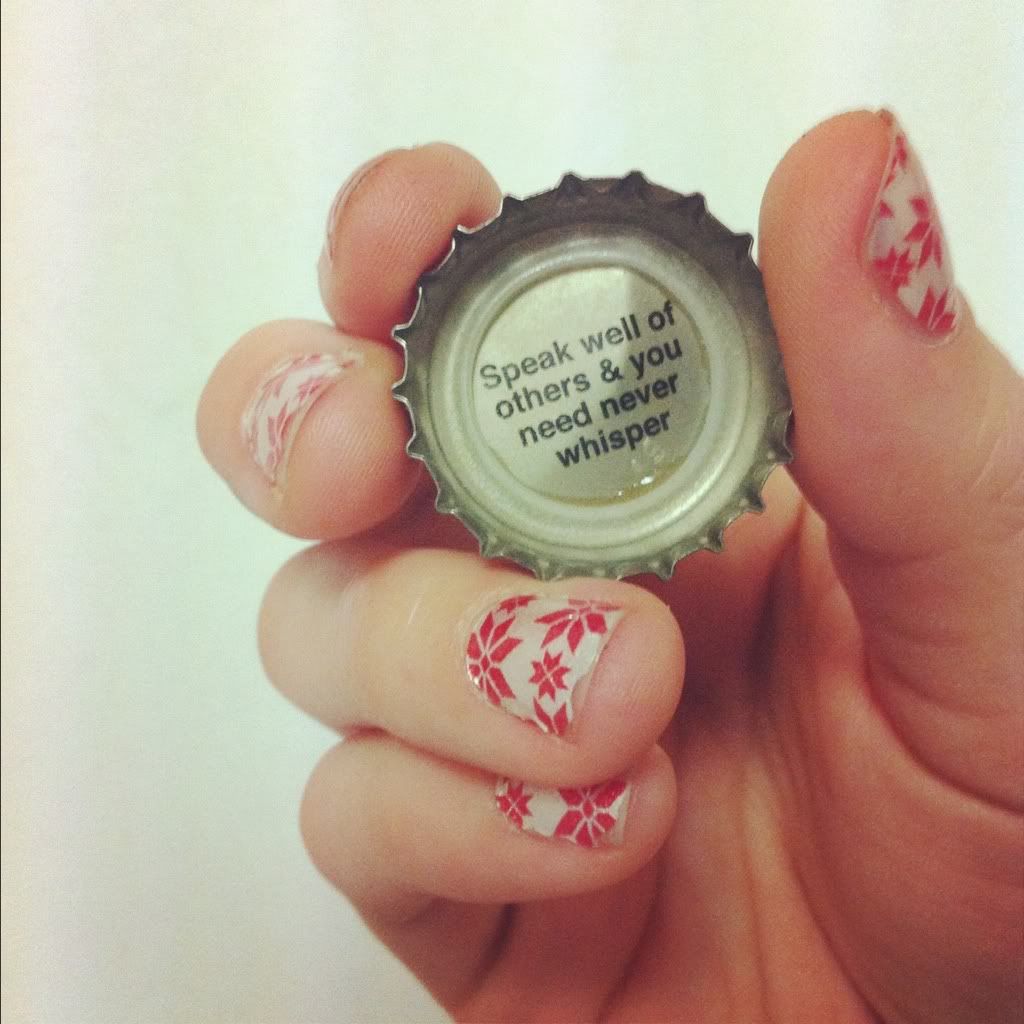 Speak well of
others & you
need never
whisper